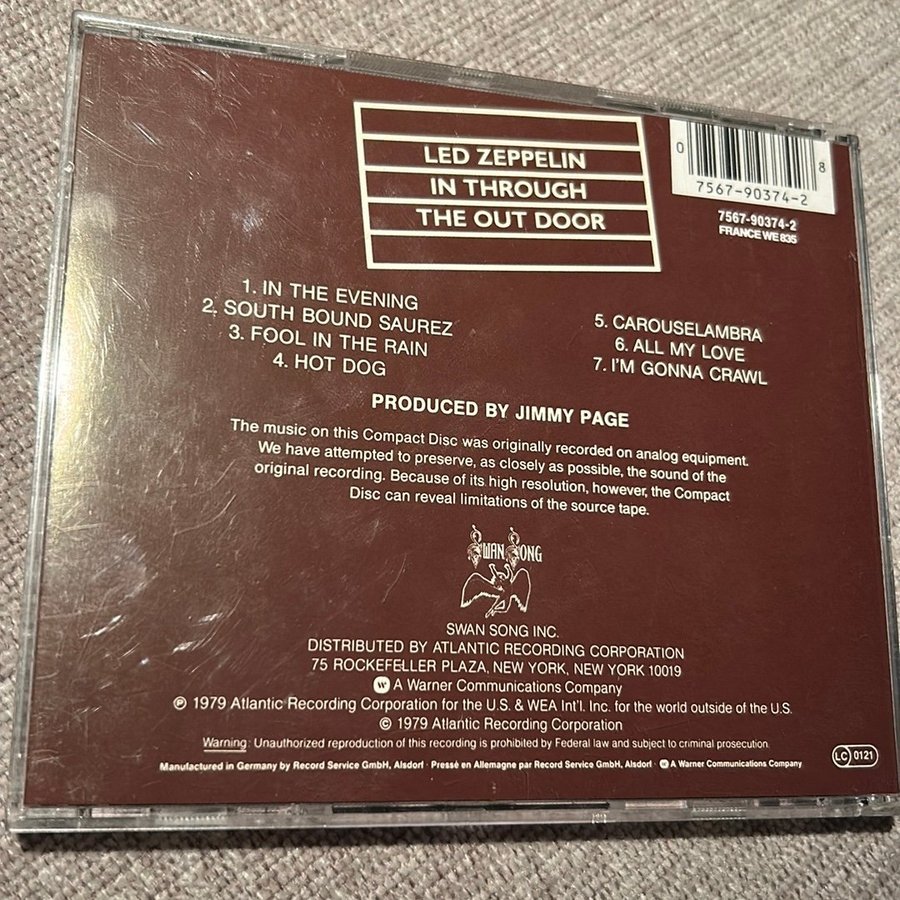 LED ZEPPELIN
IN THROUGH
THE OUT DOOR
0
8
7567-90374-2
7567-90374-2
FRANCE WE 835
1. IN THE EVENING
2. SOUTH BOUND SAUREZ
3. FOOL IN THE RAIN
4. HOT DOG
5. CAROUSELAMBRA
6. ALL MY LOVE
7. I'M GONNA CRAWL
PRODUCED BY JIMMY PAGE
The music on this Compact Disc was originally recorded on analog equipment.
We have attempted to preserve, as closely as possible, the sound of the
original recording. Because of its high resolution, however, the Compact
Disc can reveal limitations of the source tape.
SWAN SONG
SWAN SONG INC.
DISTRIBUTED BY ATLANTIC RECORDING CORPORATION
75 ROCKEFELLER PLAZA, NEW YORK, NEW YORK 10019
W A Warner Communications Company
℗ 1979 Atlantic Recording Corporation for the U.S. & WEA Int'l. Inc. for the world outside of the U.S.
© 1979 Atlantic Recording Corporation
Warning: Unauthorized reproduction of this recording is prohibited by Federal law and subject to criminal prosecution.
Manufactured in Germany by Record Service GmbH, Alsdorf · Pressé en Allemagne par Record Service GmbH, Alsdorf · W A Warner Communications Company
LC 0121